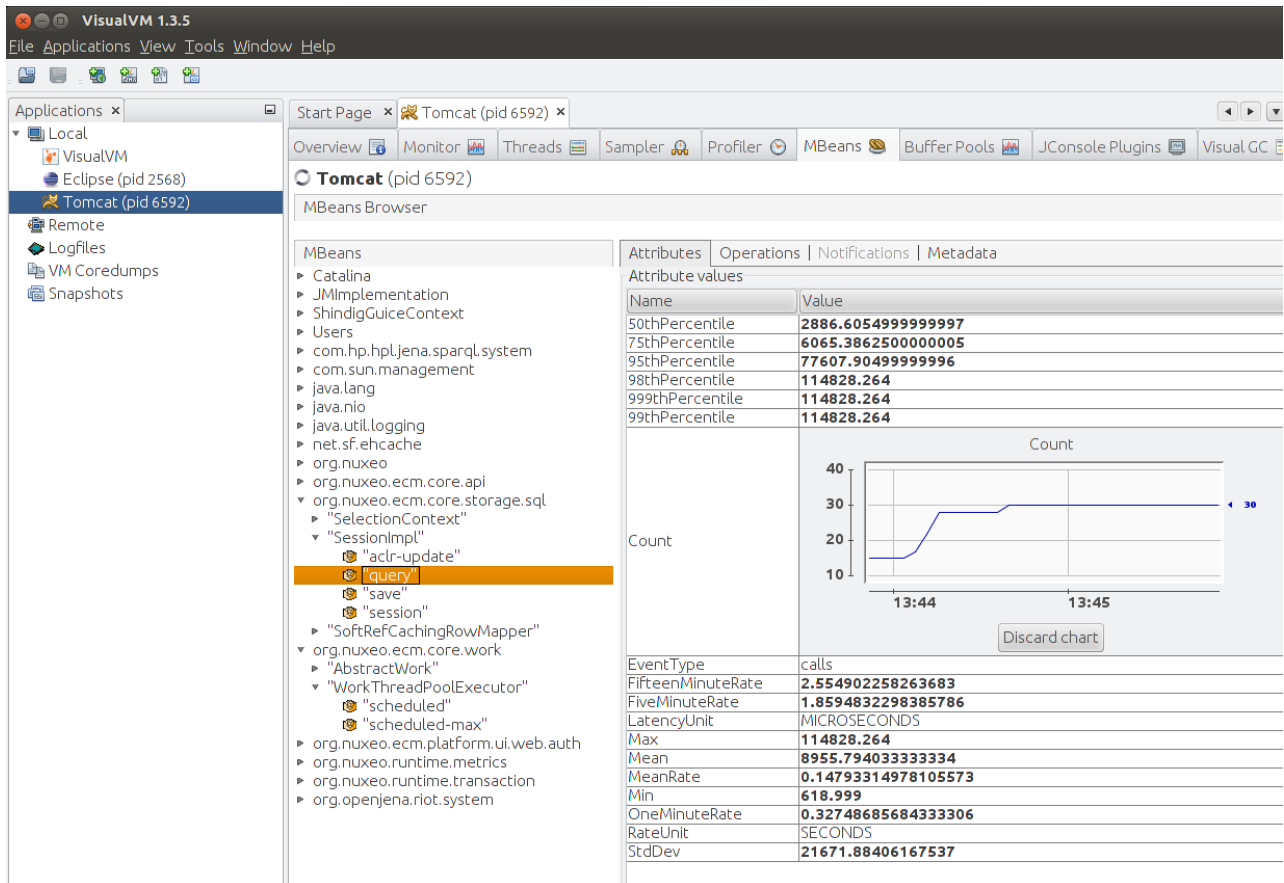 VisualVM 1.3.5
File Applications View Tools Window Help
Applications
Local
VisualVM
Eclipse (pid 2568)
Tomcat (pid 6592)
Remote
Logfiles
VM Coredumps
Snapshots
Start Page Tomcat (pid 6592)
Overview Monitor Threads Sampler Profiler MBeans Buffer Pools JConsole Plugins Visual GC
Tomcat (pid 6592)
MBeans Browser
MBeans
Catalina
JMImplementation
ShindigGuiceContext
Users
com.hp.hpl.jena.sparql.system
com.sun.management
java.lang
java.nio
java.util.logging
net.sf.ehcache
org.nuxeo
org.nuxeo.ecm.core.api
org.nuxeo.ecm.core.storage.sql
"SelectionContext"
"SessionImpl"
"aclr-update"
"query"
"save"
"session"
"SoftRefCachingRowMapper"
org.nuxeo.ecm.core.work
"AbstractWork"
"WorkThreadPoolExecutor"
"scheduled"
"scheduled-max"
org.nuxeo.ecm.platform.ui.web.auth
org.nuxeo.runtime.metrics
org.nuxeo.runtime.transaction
org.openjena.riot.system
Attributes Operations | Notifications | Metadata
Attribute values
Name Value
50thPercentile 2886.6054999999997
75thPercentile 6065.3862500000005
95thPercentile 77607.90499999996
98thPercentile 114828.264
999thPercentile 114828.264
99thPercentile 114828.264
Count
Count
40
30
20
10
30
13:44 13:45
Discard chart
EventType calls
FifteenMinuteRate 2.554902258263683
FiveMinuteRate 1.8594832298385786
LatencyUnit MICROSECONDS
Max 114828.264
Mean 8955.794033333334
MeanRate 0.14793314978105573
Min 618.999
OneMinuteRate 0.32748685684333306
RateUnit SECONDS
StdDev 21671.88406167537